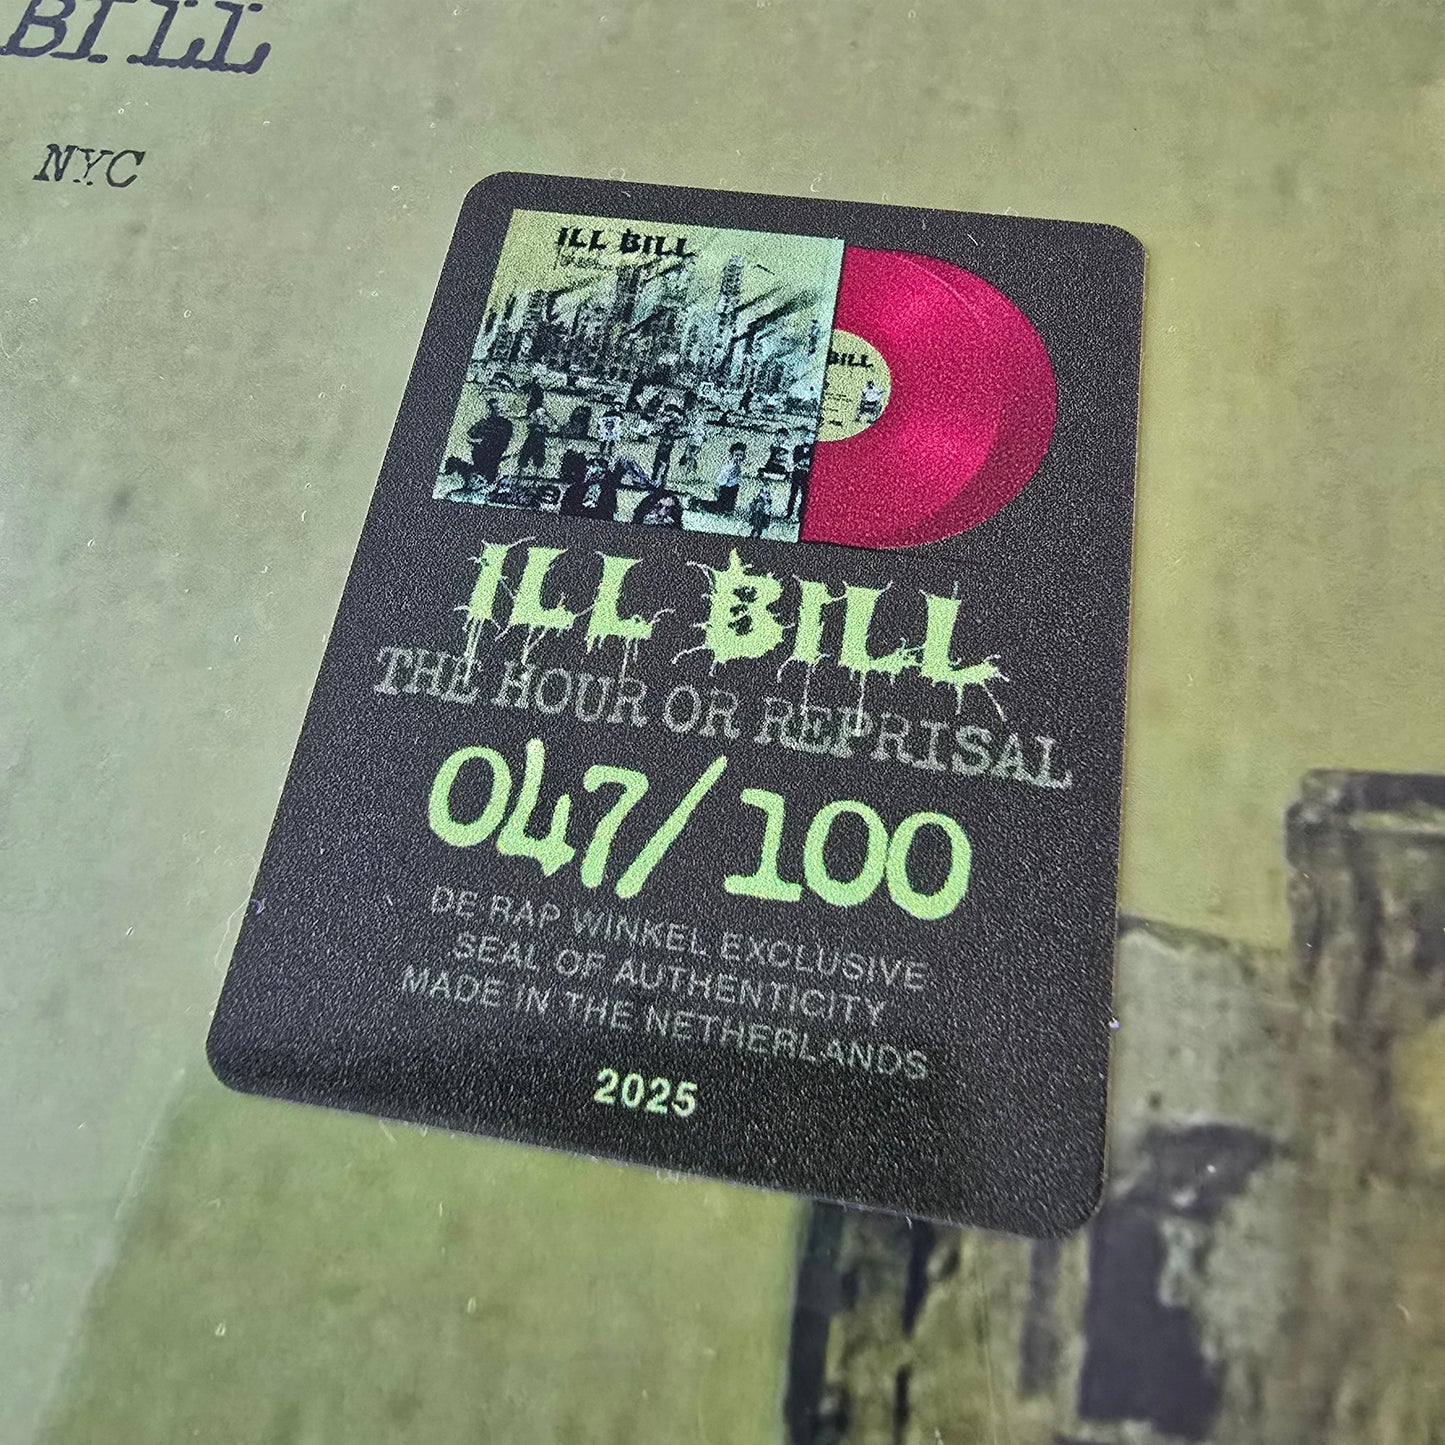 BILL
NYC
ILL BILL
BILL
ILL BILL
THE HOUR OR REPRISAL
047/100
DE RAP WINKEL EXCLUSIVE
SEAL OF AUTHENTICITY
MADE IN THE NETHERLANDS
2025